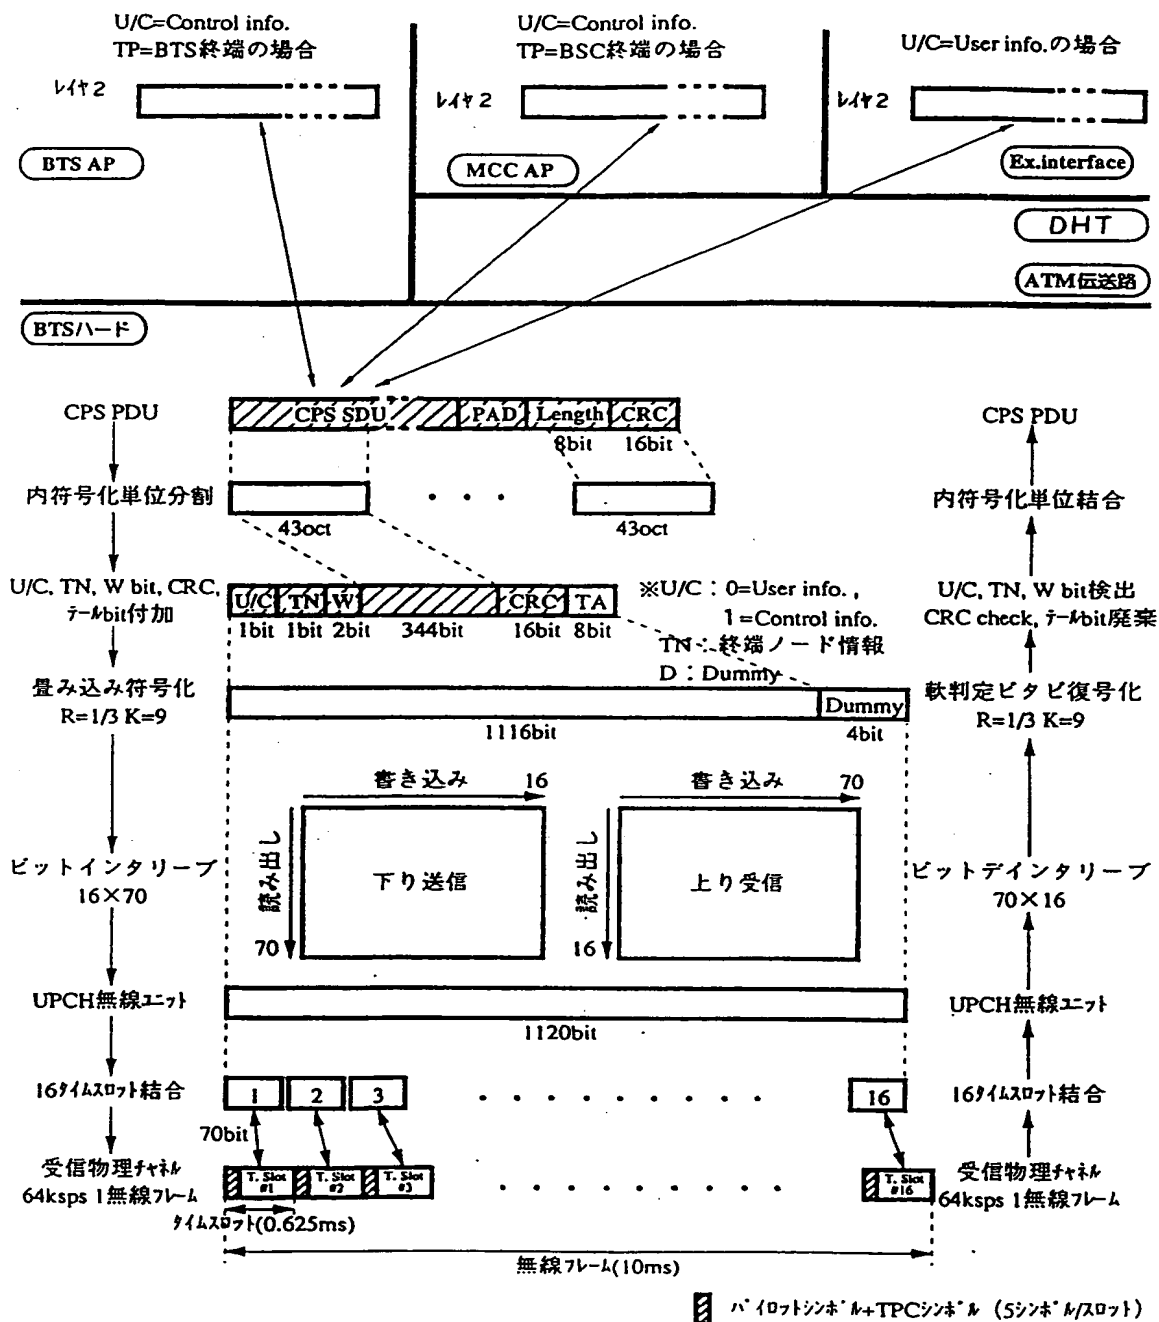 U/C=Control info.
TP=BTS終端の場合
U/C=Control info.
TP=BSC終端の場合
U/C=User info.の場合
レイヤ2
レイヤ2
レイヤ2
BTS AP
MCC AP
Ex.interface
DHT
ATM伝送路
BTSハード
CPS PDU
CPS SDU
PAD
Length
CRC
CPS PDU
8bit
16bit
内符号化単位分割
・ ・ ・
内符号化単位結合
43oct
43oct
U/C, TN, W bit, CRC,
テールbit付加
U/C
TN
W
CRC
TA
1bit
1bit
2bit
344bit
16bit
8bit
※U/C:0=User info.,
1=Control info.
TN:終端ノード情報
D:Dummy
U/C, TN, W bit検出
CRC check, テールbit廃棄
畳み込み符号化
R=1/3 K=9
Dummy
1116bit
4bit
軟判定ビタビ復号化
R=1/3 K=9
書き込み
16
書き込み
70
読み出し
下り送信
70
読み出し
上り受信
16
ビットインタリーブ
16×70
ビットデインタリーブ
70×16
UPCH無線ユニット
1120bit
UPCH無線ユニット
16タイムスロット結合
1
2
3
・ ・ ・ ・ ・ ・ ・ ・ ・
16
16タイムスロット結合
70bit
受信物理チャネル
64ksps 1無線フレーム
T. Slot #1
T. Slot #2
T. Slot #3
・ ・ ・ ・ ・ ・ ・ ・ ・
T. Slot #16
受信物理チャネル
64ksps 1無線フレーム
タイムスロット(0.625ms)
無線フレーム(10ms)
パイロットシンボル+TPCシンボル (5シンボル/スロット)